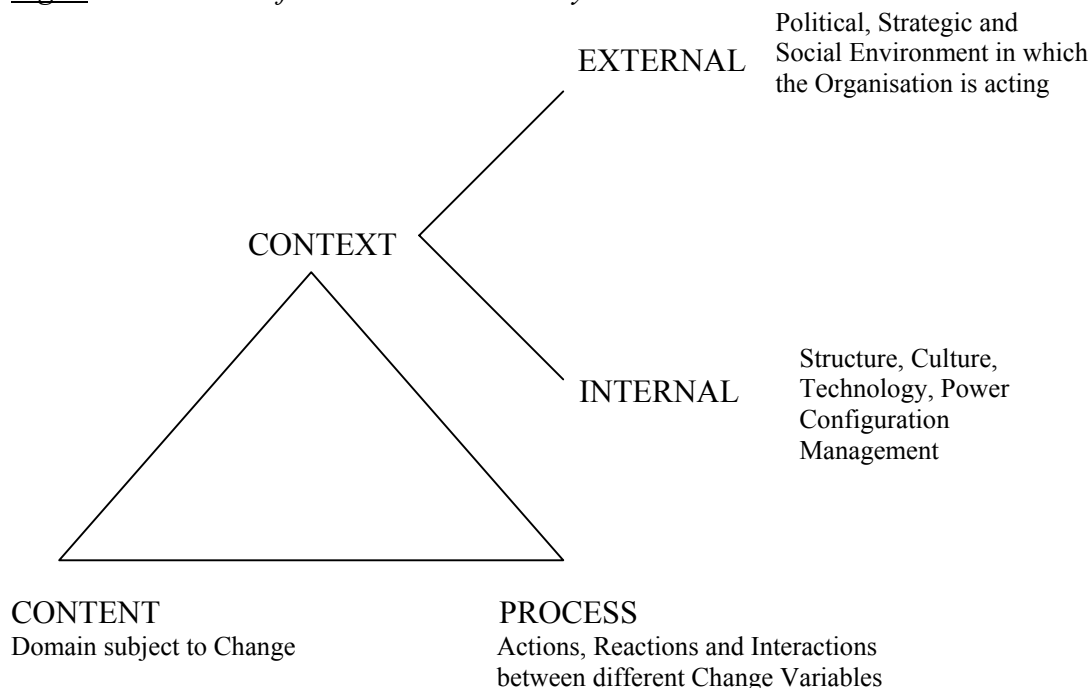 EXTERNAL
Political, Strategic and
Social Environment in which
the Organisation is acting
CONTEXT
INTERNAL
Structure, Culture,
Technology, Power
Configuration
Management
CONTENT
Domain subject to Change
PROCESS
Actions, Reactions and Interactions
between different Change Variables